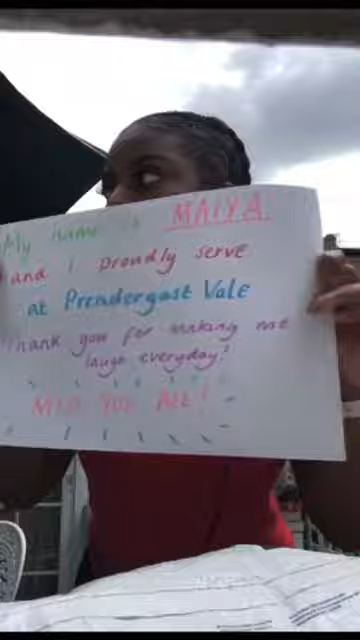 My name is MAIYA
and I proudly serve
at Prendergast Vale
Thank you for making me
laugh everyday!
MISS YOU ALL!